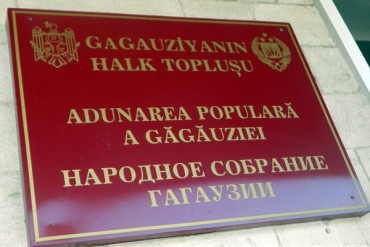 GAGAUZİYANIN
HALK TOPLUŞU
ADUNAREA POPULARĂ
A GĂGĂUZIEI
НАРОДНОЕ СОБРАНИЕ
ГАГАУЗИИ